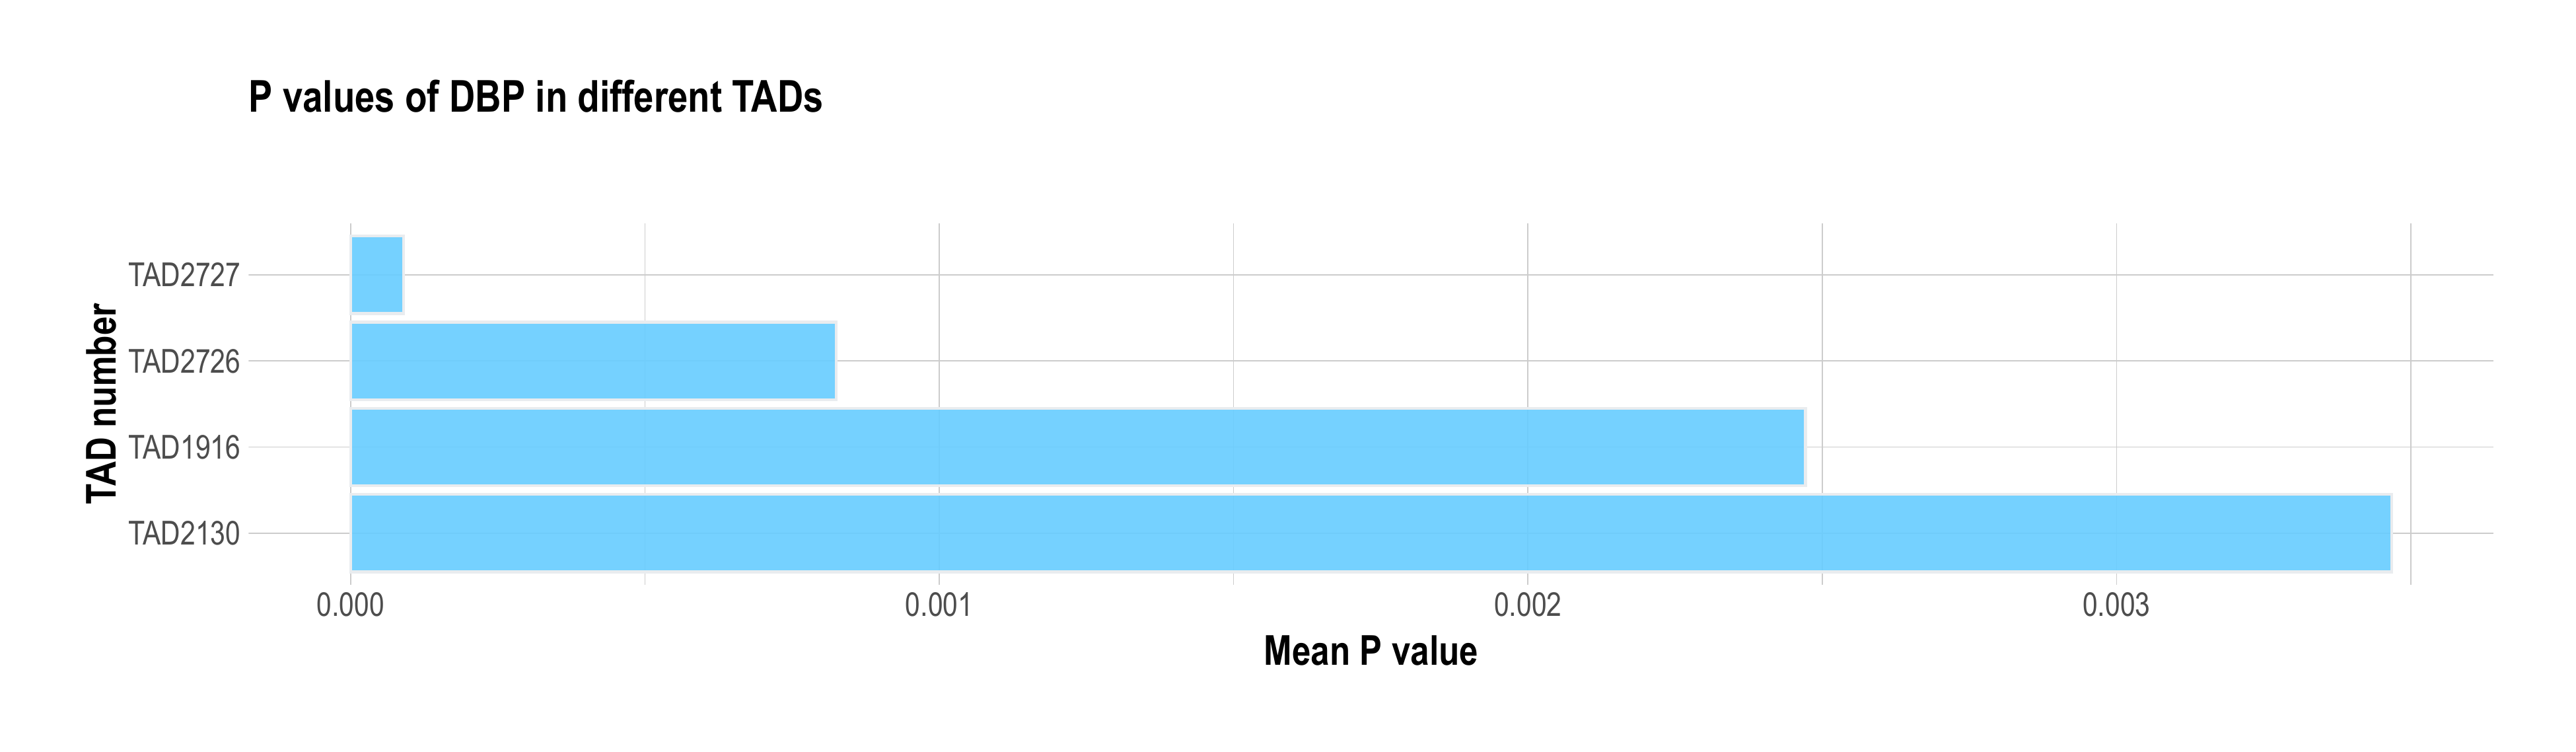 P values of DBP in different TADs
TAD number
TAD2727
TAD2726
TAD1916
TAD2130
0.000 0.001 0.002 0.003
Mean P value